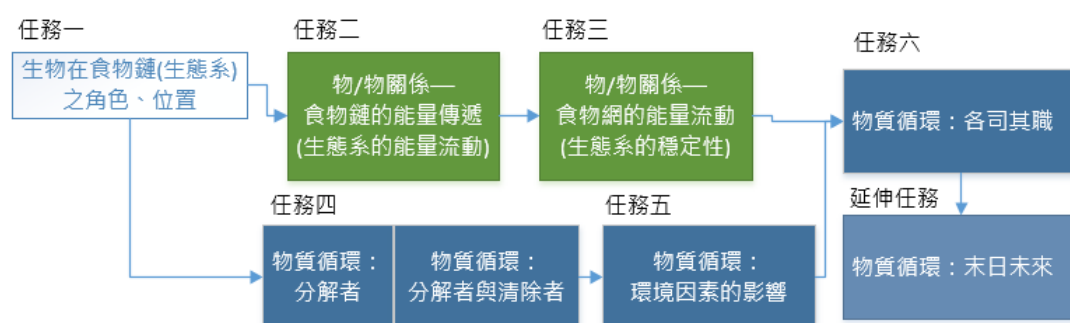 任務一
生物在食物鏈(生態系)
之角色、位置
任務二
物/物關係—
食物鏈的能量傳遞
(生態系的能量流動)
任務三
物/物關係—
食物網的能量流動
(生態系的穩定性)
任務六
物質循環：各司其職
任務四
物質循環：
分解者
物質循環：
分解者與清除者
任務五
物質循環：
環境因素的影響
延伸任務
物質循環：末日未來